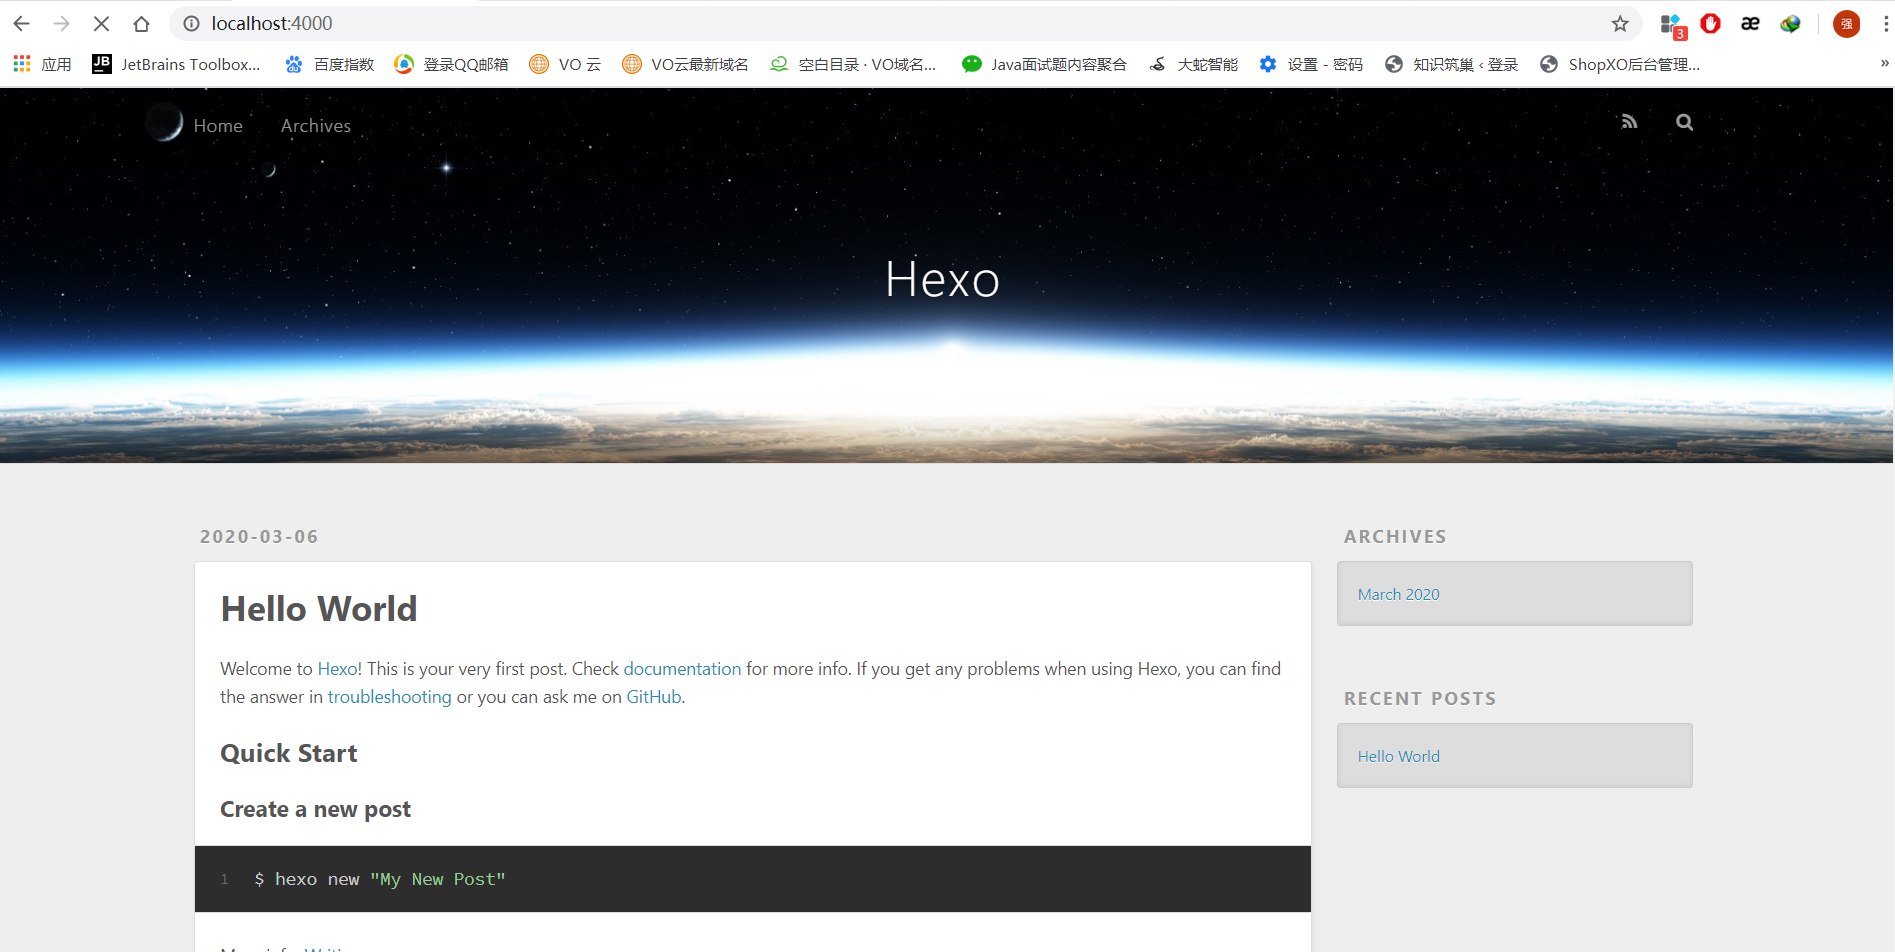 localhost:4000
3
强
应用 JetBrains Toolbox... 百度指数 登录QQ邮箱 VO 云 VO云最新域名 空白目录 · VO域名... Java面试题内容聚合 大蛇智能 设置 - 密码 知识筑巢 ‹ 登录 ShopXO后台管理... »
Home Archives
Hexo
2020-03-06
Hello World
Welcome to Hexo! This is your very first post. Check documentation for more info. If you get any problems when using Hexo, you can find
the answer in troubleshooting or you can ask me on GitHub.
Quick Start
Create a new post
1 $ hexo new "My New Post"
ARCHIVES
March 2020
RECENT POSTS
Hello World